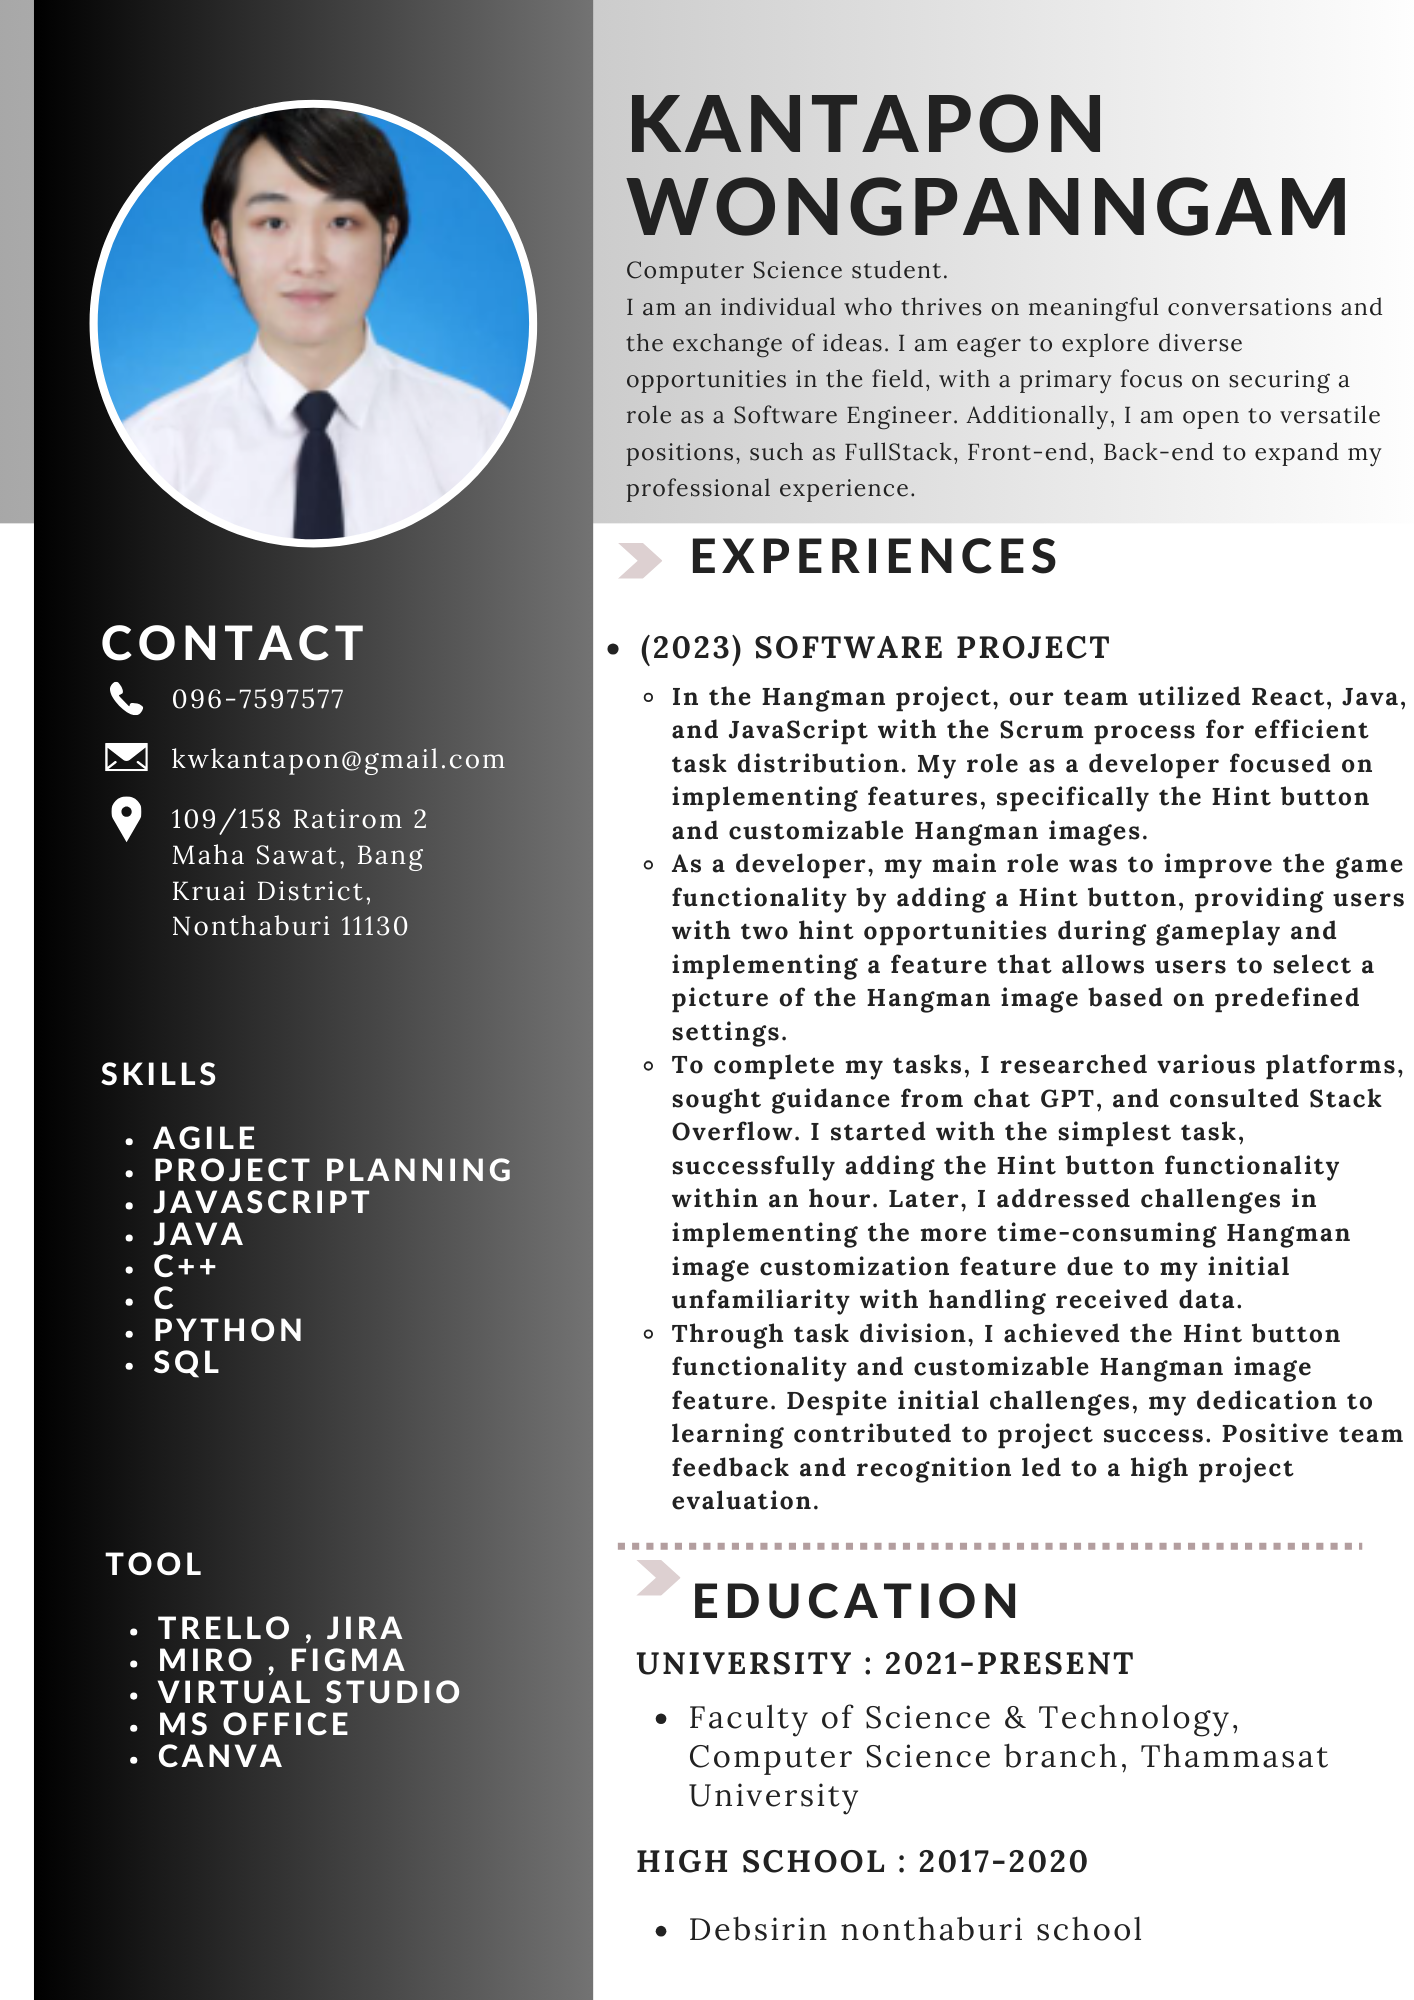 KANTAPON
WONGPANNGAM
Computer Science student.
I am an individual who thrives on meaningful conversations and
the exchange of ideas. I am eager to explore diverse
opportunities in the field, with a primary focus on securing a
role as a Software Engineer. Additionally, I am open to versatile
positions, such as FullStack, Front-end, Back-end to expand my
professional experience.
CONTACT
096-7597577
kwkantapon@gmail.com
109/158 Ratirom 2
Maha Sawat, Bang
Kruai District,
Nonthaburi 11130
SKILLS
• AGILE
• PROJECT PLANNING
• JAVASCRIPT
• JAVA
• C++
• C
• PYTHON
• SQL
TOOL
• TRELLO , JIRA
• MIRO , FIGMA
• VIRTUAL STUDIO
• MS OFFICE
• CANVA
EXPERIENCES
• (2023) SOFTWARE PROJECT
◦ In the Hangman project, our team utilized React, Java,
and JavaScript with the Scrum process for efficient
task distribution. My role as a developer focused on
implementing features, specifically the Hint button
and customizable Hangman images.
◦ As a developer, my main role was to improve the game
functionality by adding a Hint button, providing users
with two hint opportunities during gameplay and
implementing a feature that allows users to select a
picture of the Hangman image based on predefined
settings.
◦ To complete my tasks, I researched various platforms,
sought guidance from chat GPT, and consulted Stack
Overflow. I started with the simplest task,
successfully adding the Hint button functionality
within an hour. Later, I addressed challenges in
implementing the more time-consuming Hangman
image customization feature due to my initial
unfamiliarity with handling received data.
◦ Through task division, I achieved the Hint button
functionality and customizable Hangman image
feature. Despite initial challenges, my dedication to
learning contributed to project success. Positive team
feedback and recognition led to a high project
evaluation.
EDUCATION
UNIVERSITY : 2021-PRESENT
• Faculty of Science & Technology,
Computer Science branch, Thammasat
University
HIGH SCHOOL : 2017-2020
• Debsirin nonthaburi school